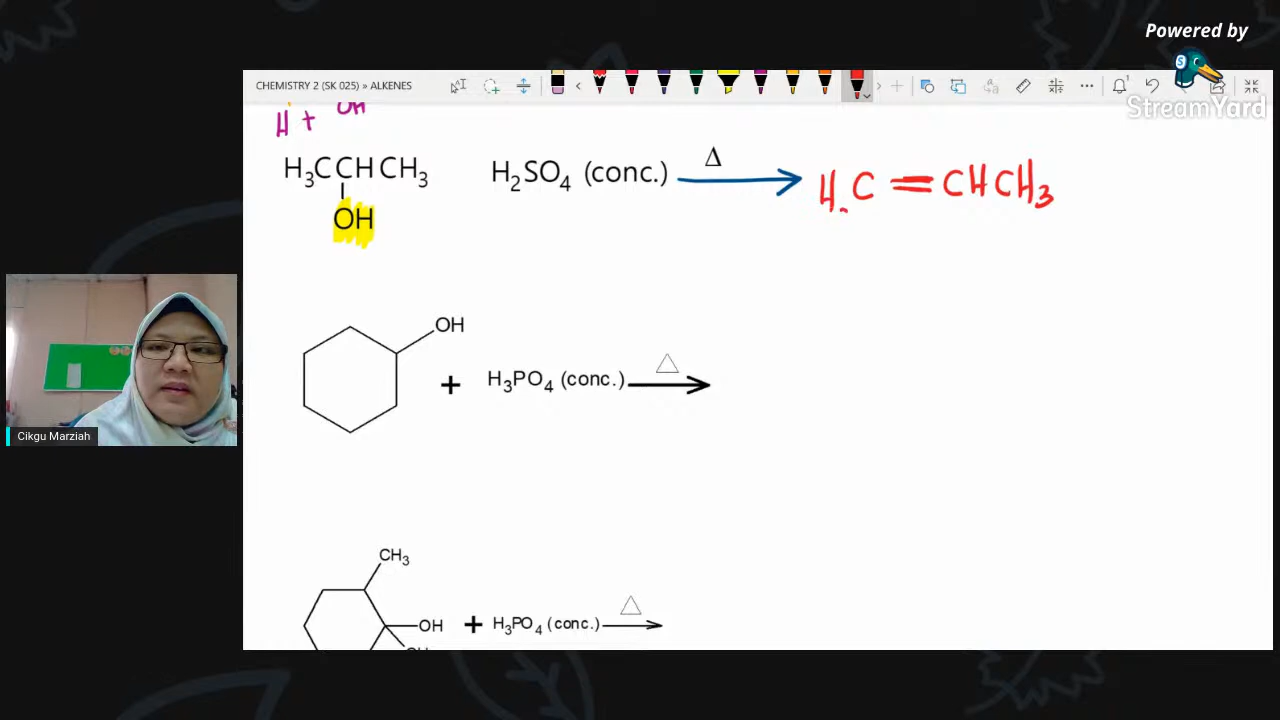 Powered by
StreamYard
CHEMISTRY 2 (SK 025) » ALKENES
H +
OH
H₃CCHCH₃
OH
H₂SO₄ (conc.) Δ
H.C=CHCH₃
OH
+ H₃PO₄ (conc.) △
CH₃
OH
+ H₃PO₄ (conc.) △
Cikgu Marziah